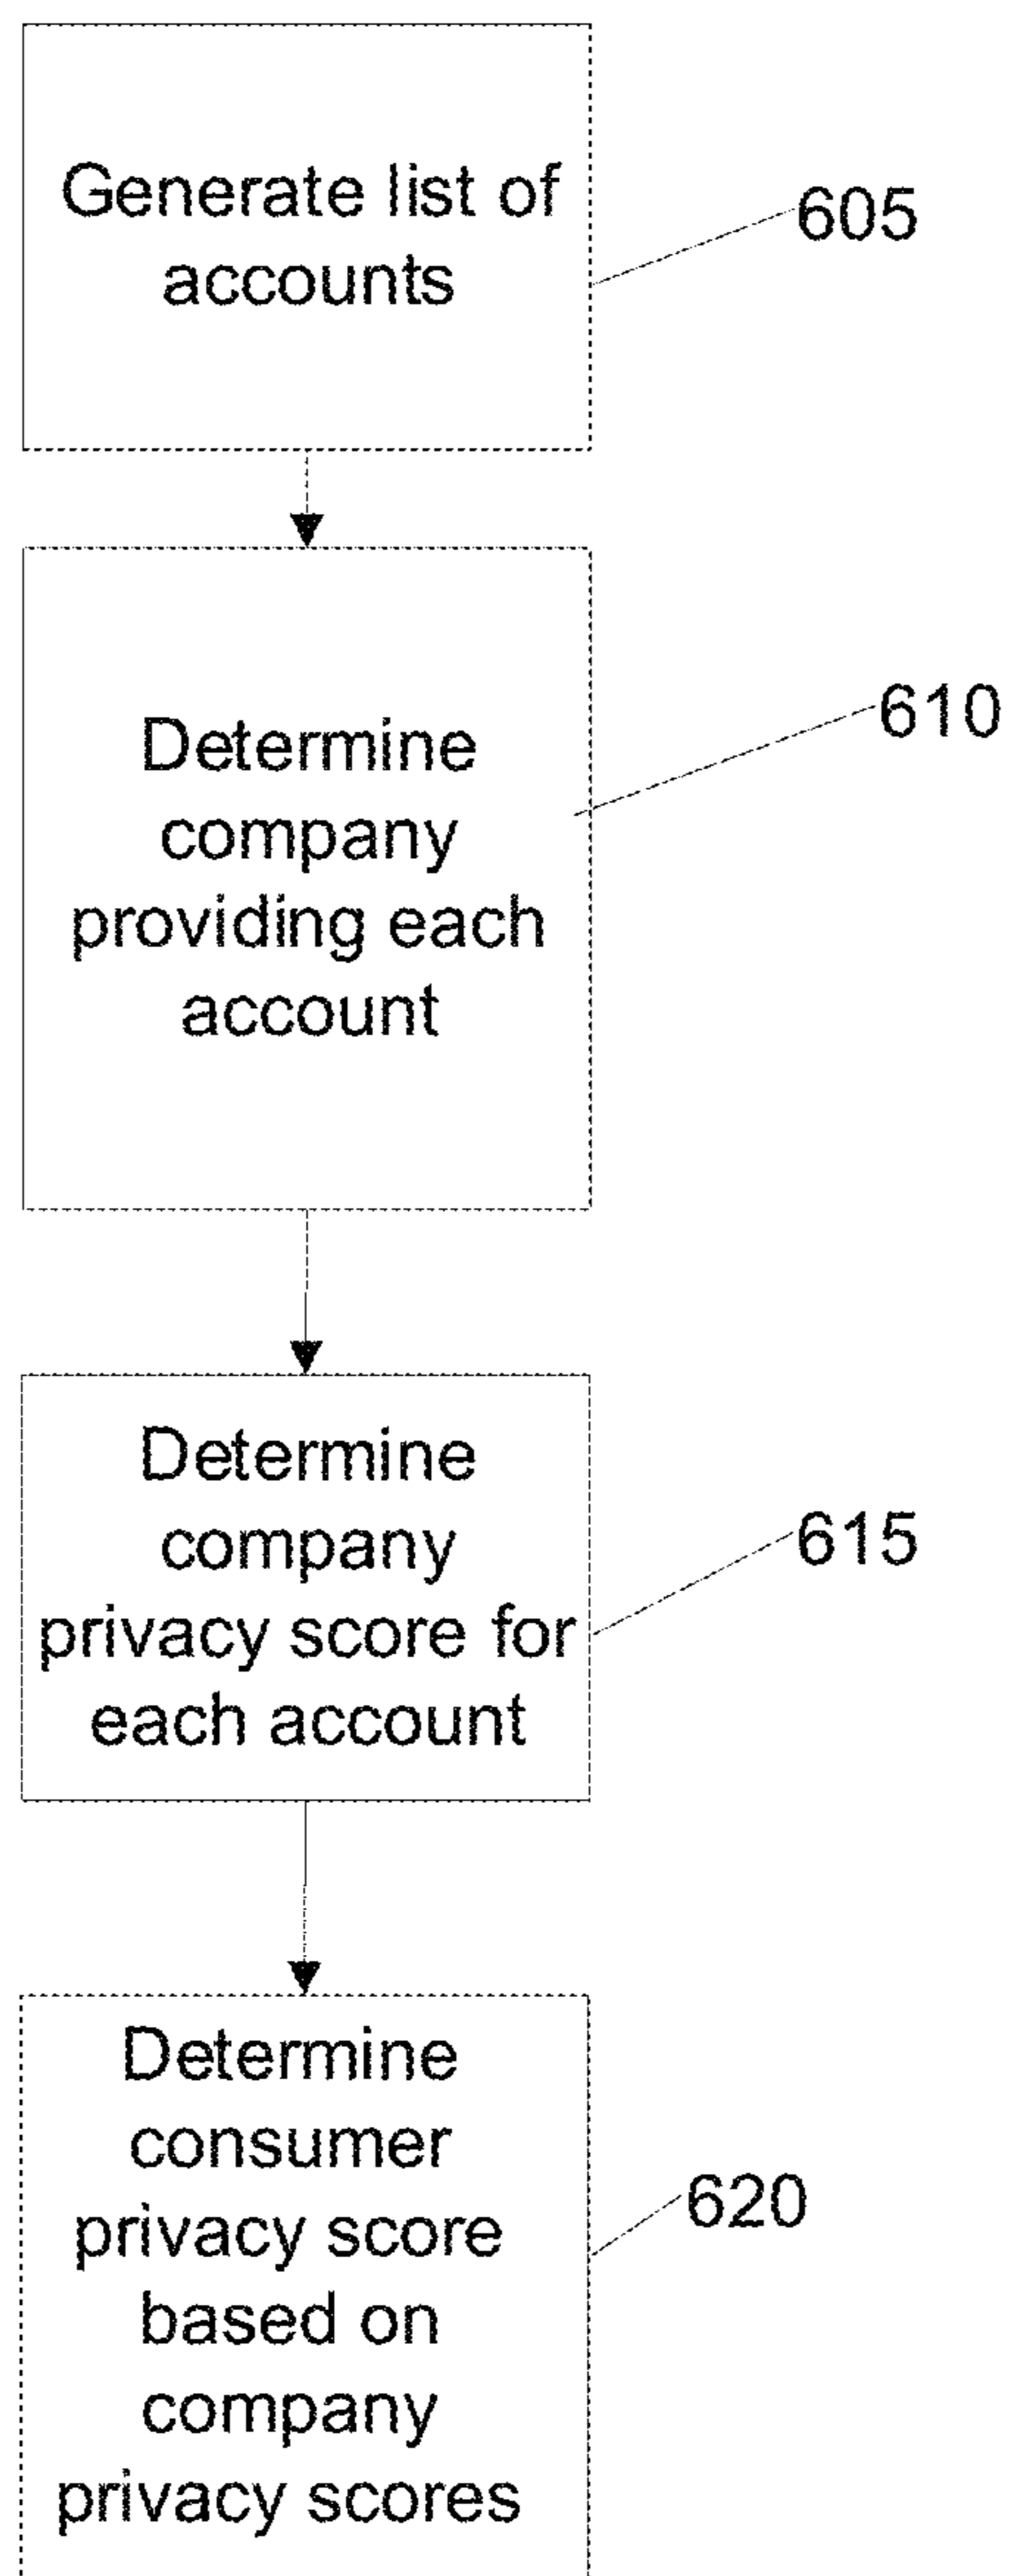 Generate list of
accounts
605
Determine
company
providing each
account
610
Determine
company
privacy score for
each account
615
Determine
consumer
privacy score
based on
company
privacy scores
620